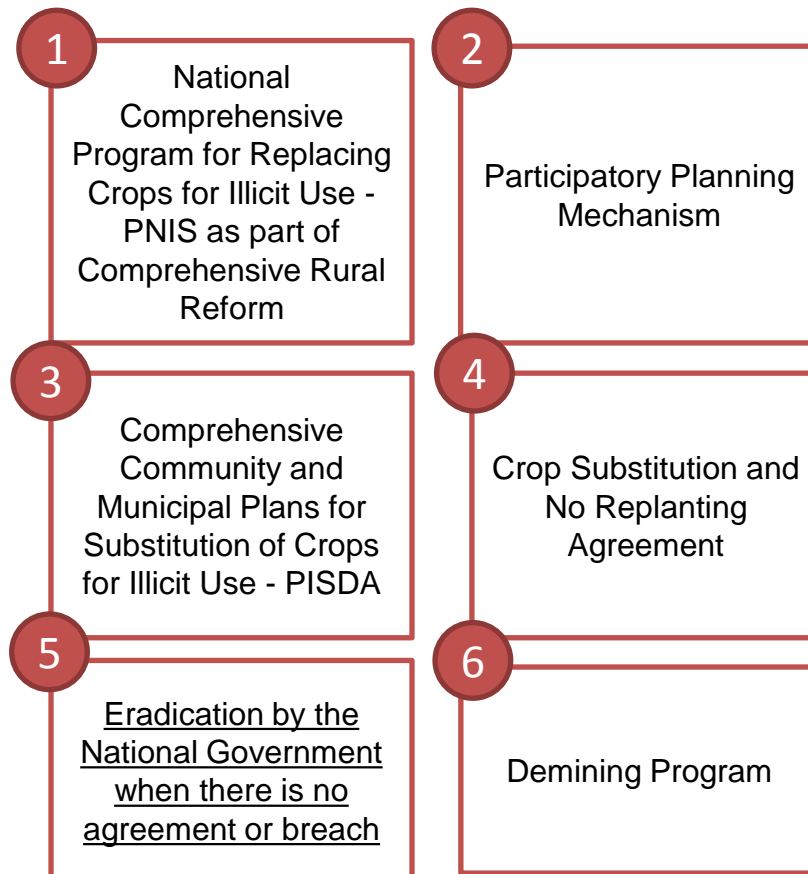 1
National
Comprehensive
Program for Replacing
Crops for Illicit Use -
PNIS as part of
Comprehensive Rural
Reform
2
Participatory Planning
Mechanism
3
Comprehensive
Community and
Municipal Plans for
Substitution of Crops
for Illicit Use - PISDA
4
Crop Substitution and
No Replanting
Agreement
5
Eradication by the
National Government
when there is no
agreement or breach
6
Demining Program